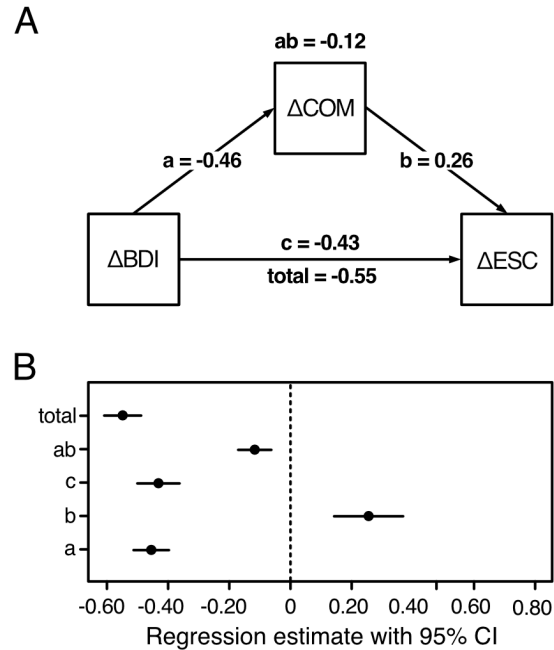 A
ab = -0.12
ΔCOM
a = -0.46
b = 0.26
ΔBDI
c = -0.43
total = -0.55
ΔESC
B
total
ab
c
b
a
-0.60 -0.40 -0.20 0 0.20 0.40 0.60 0.80
Regression estimate with 95% CI